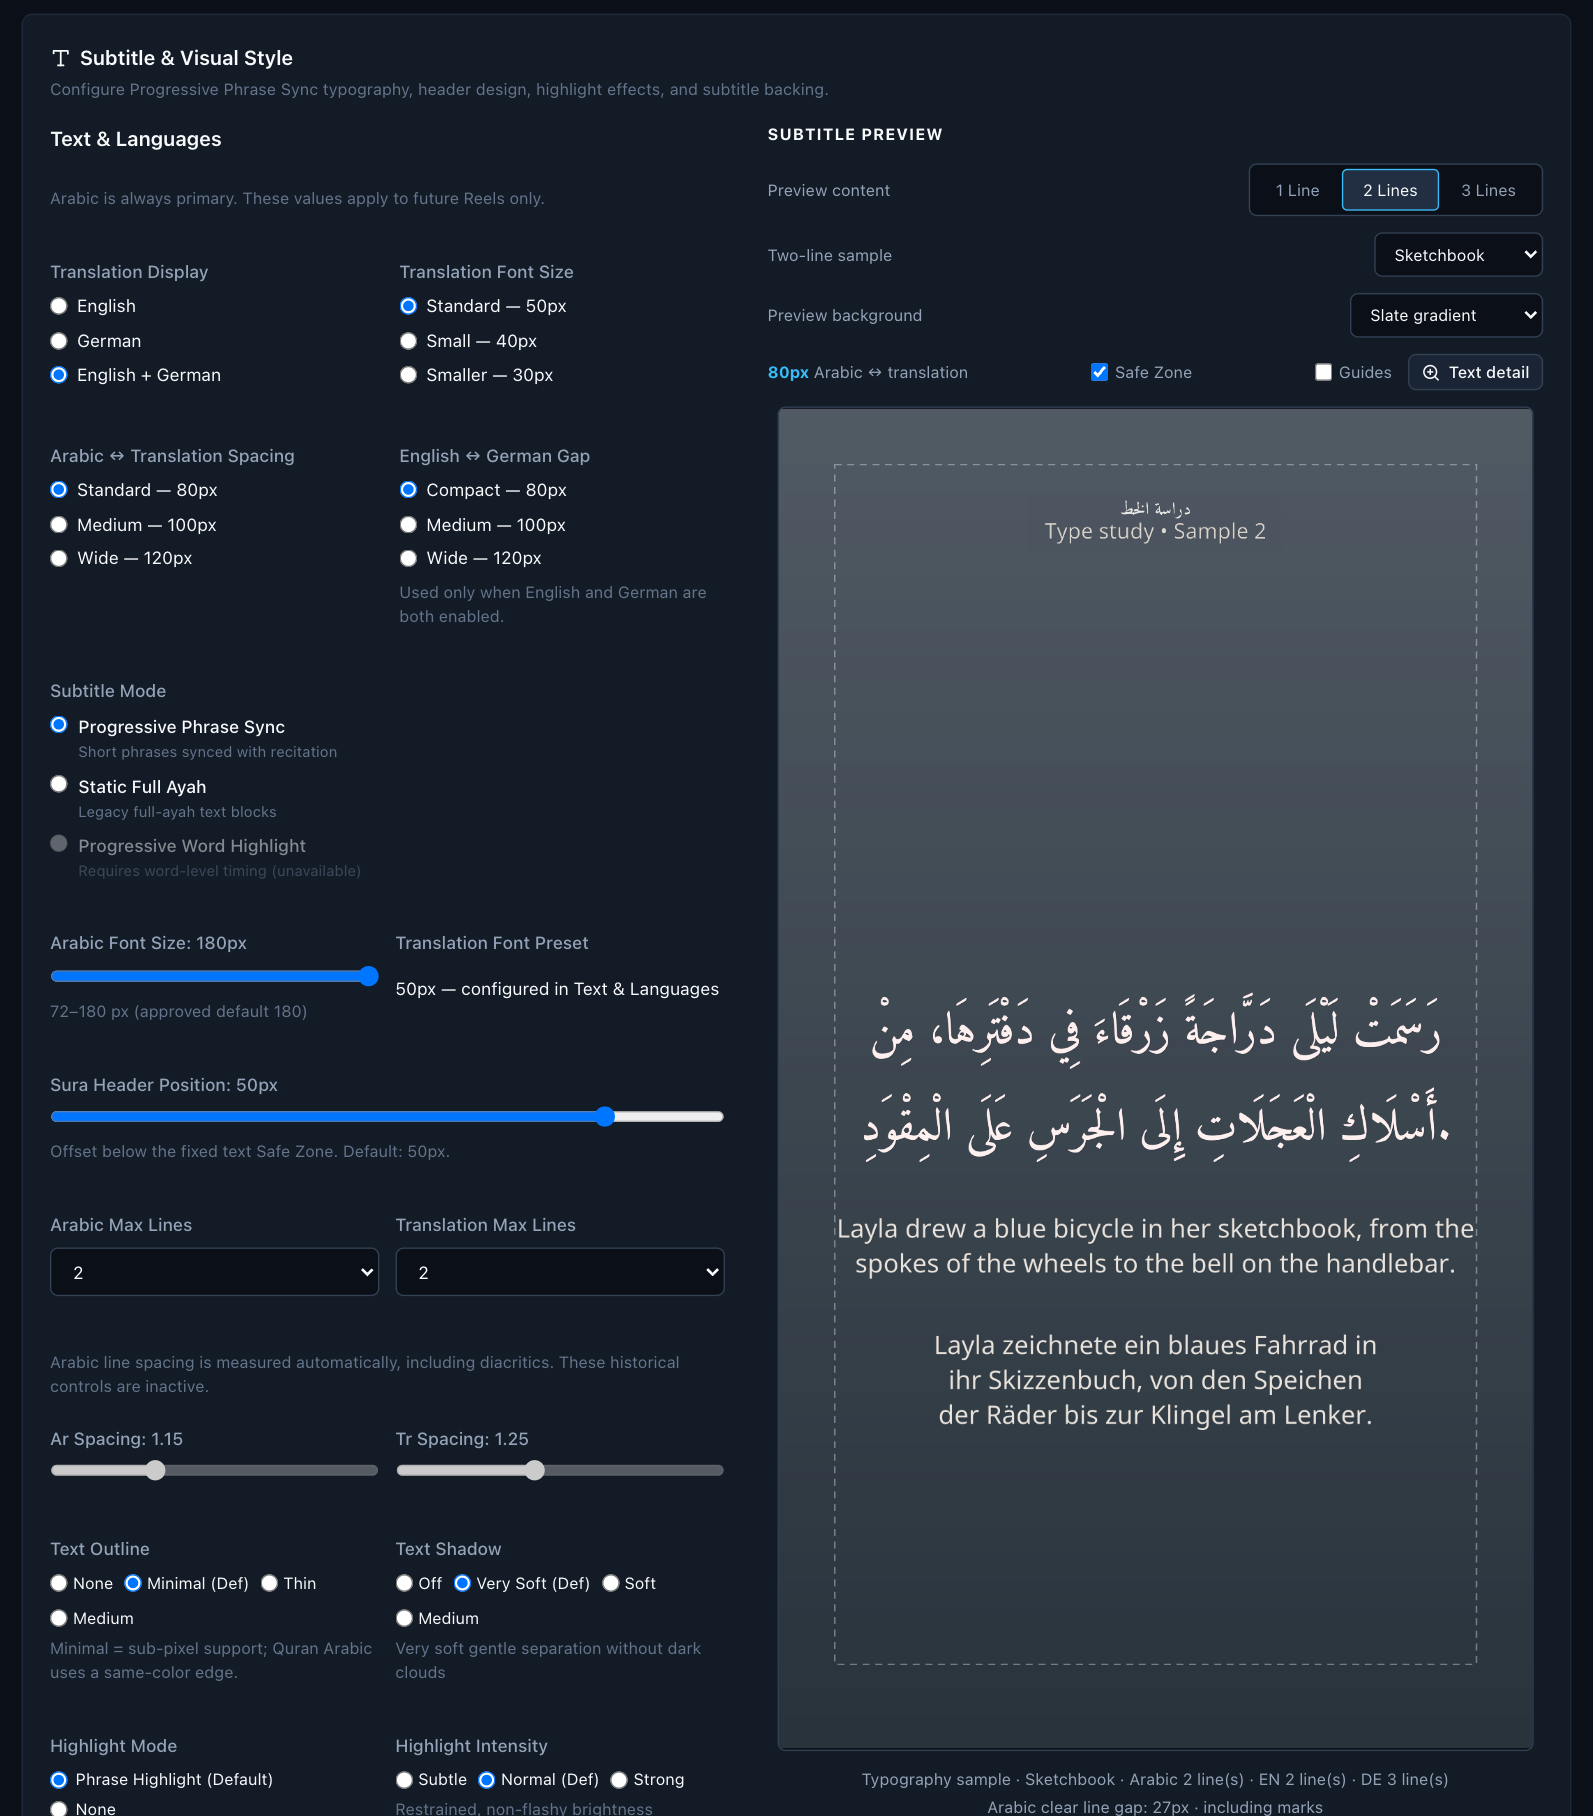 Subtitle & Visual Style
Configure Progressive Phrase Sync typography, header design, highlight effects, and subtitle backing.
Text & Languages
Arabic is always primary. These values apply to future Reels only.
Translation Display
English
German
English + German
Translation Font Size
Standard — 50px
Small — 40px
Smaller — 30px
Arabic ↔ Translation Spacing
Standard — 80px
Medium — 100px
Wide — 120px
English ↔ German Gap
Compact — 80px
Medium — 100px
Wide — 120px
Used only when English and German are
both enabled.
Subtitle Mode
Progressive Phrase Sync
Short phrases synced with recitation
Static Full Ayah
Legacy full-ayah text blocks
Progressive Word Highlight
Requires word-level timing (unavailable)
Arabic Font Size: 180px
72–180 px (approved default 180)
Translation Font Preset
50px — configured in Text & Languages
Sura Header Position: 50px
Offset below the fixed text Safe Zone. Default: 50px.
Arabic Max Lines
2
Translation Max Lines
2
Arabic line spacing is measured automatically, including diacritics. These historical
controls are inactive.
Ar Spacing: 1.15
Tr Spacing: 1.25
Text Outline
None Minimal (Def) Thin
Medium
Minimal = sub-pixel support; Quran Arabic
uses a same-color edge.
Text Shadow
Off Very Soft (Def) Soft
Medium
Very soft gentle separation without dark
clouds
Highlight Mode
Phrase Highlight (Default)
None
Highlight Intensity
Subtle Normal (Def) Strong
Restrained, non-flashy brightness
SUBTITLE PREVIEW
Preview content
1 Line 2 Lines 3 Lines
Two-line sample
Sketchbook
Preview background
Slate gradient
80px Arabic ↔ translation
Safe Zone
Guides
Text detail
دراسة الخط
Type study • Sample 2
رَسَمَتْ لَيْلَى دَرَّاجَةً زَرْقَاءَ فِي دَفْتَرِهَا، مِنْ
أَسْلَاكِ الْعَجَلَاتِ إِلَى الْجَرَسِ عَلَى الْمِقْوَدِ.
Layla drew a blue bicycle in her sketchbook, from the
spokes of the wheels to the bell on the handlebar.
Layla zeichnete ein blaues Fahrrad in
ihr Skizzenbuch, von den Speichen
der Räder bis zur Klingel am Lenker.
Typography sample · Sketchbook · Arabic 2 line(s) · EN 2 line(s) · DE 3 line(s)
Arabic clear line gap: 27px · including marks